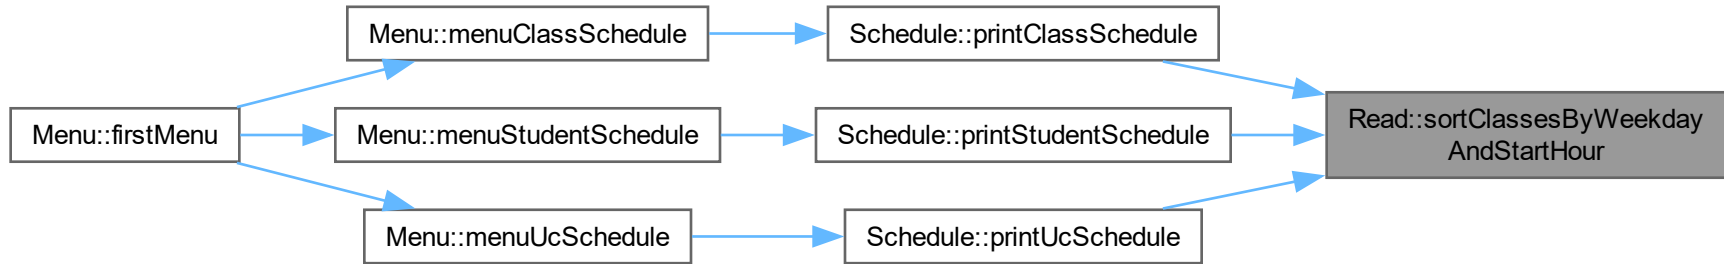 Menu::menuClassSchedule
Schedule::printClassSchedule
Menu::firstMenu
Menu::menuStudentSchedule
Schedule::printStudentSchedule
Read::sortClassesByWeekday
AndStartHour
Menu::menuUcSchedule
Schedule::printUcSchedule